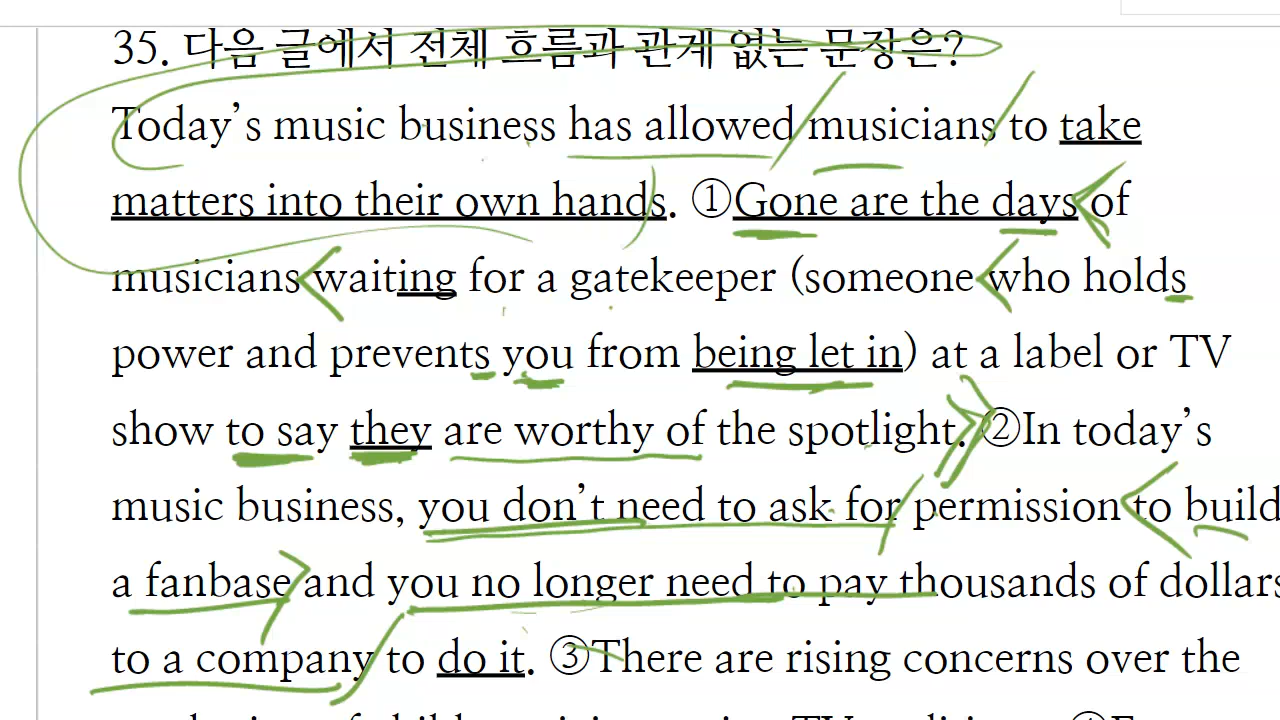 35. 다음 글에서 전체 흐름과 관계 없는 문장은?
Today's music business has allowed musicians to take
matters into their own hands. ①Gone are the days of
musicians waiting for a gatekeeper (someone who holds
power and prevents you from being let in) at a label or TV
show to say they are worthy of the spotlight. ②In today's
music business, you don't need to ask for permission to build
a fanbase and you no longer need to pay thousands of dollars
to a company to do it. ③There are rising concerns over the